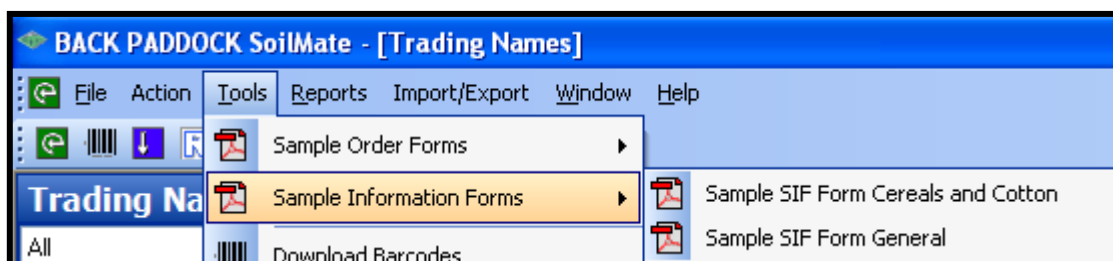 BACK PADDOCK SoilMate - [Trading Names]
File Action Tools Reports Import/Export Window Help
Sample Order Forms
Trading Na
Sample Information Forms
Sample SIF Form Cereals and Cotton
All
Download Barcodes
Sample SIF Form General